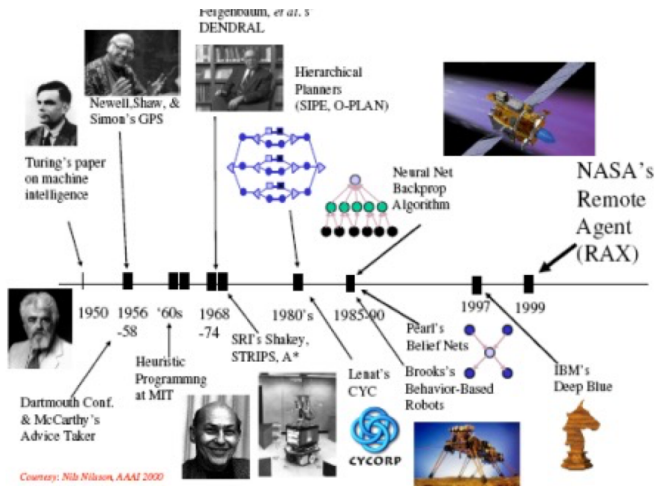 Feigenbaum, et al.'s
DENDRAL
Newell,Shaw, &
Simon's GPS
Hierarchical
Planners
(SIPE, O-PLAN)
Turing's paper
on machine
intelligence
Neural Net
Backprop
Algorithm
NASA's
Remote
Agent
(RAX)
1950
1956
-58
‘60s
1968
-74
1980's
1985-90
1997
1999
Heuristic
Programmng
at MIT
SRI's Shakey,
STRIPS, A*
Pearl's
Belief Nets
Lenat's
CYC
Brooks's
Behavior-Based
Robots
IBM's
Deep Blue
Dartmouth Conf.
& McCarthy's
Advice Taker
CYCORP
Courtesy: Nils Nilsson, AAAI 2000